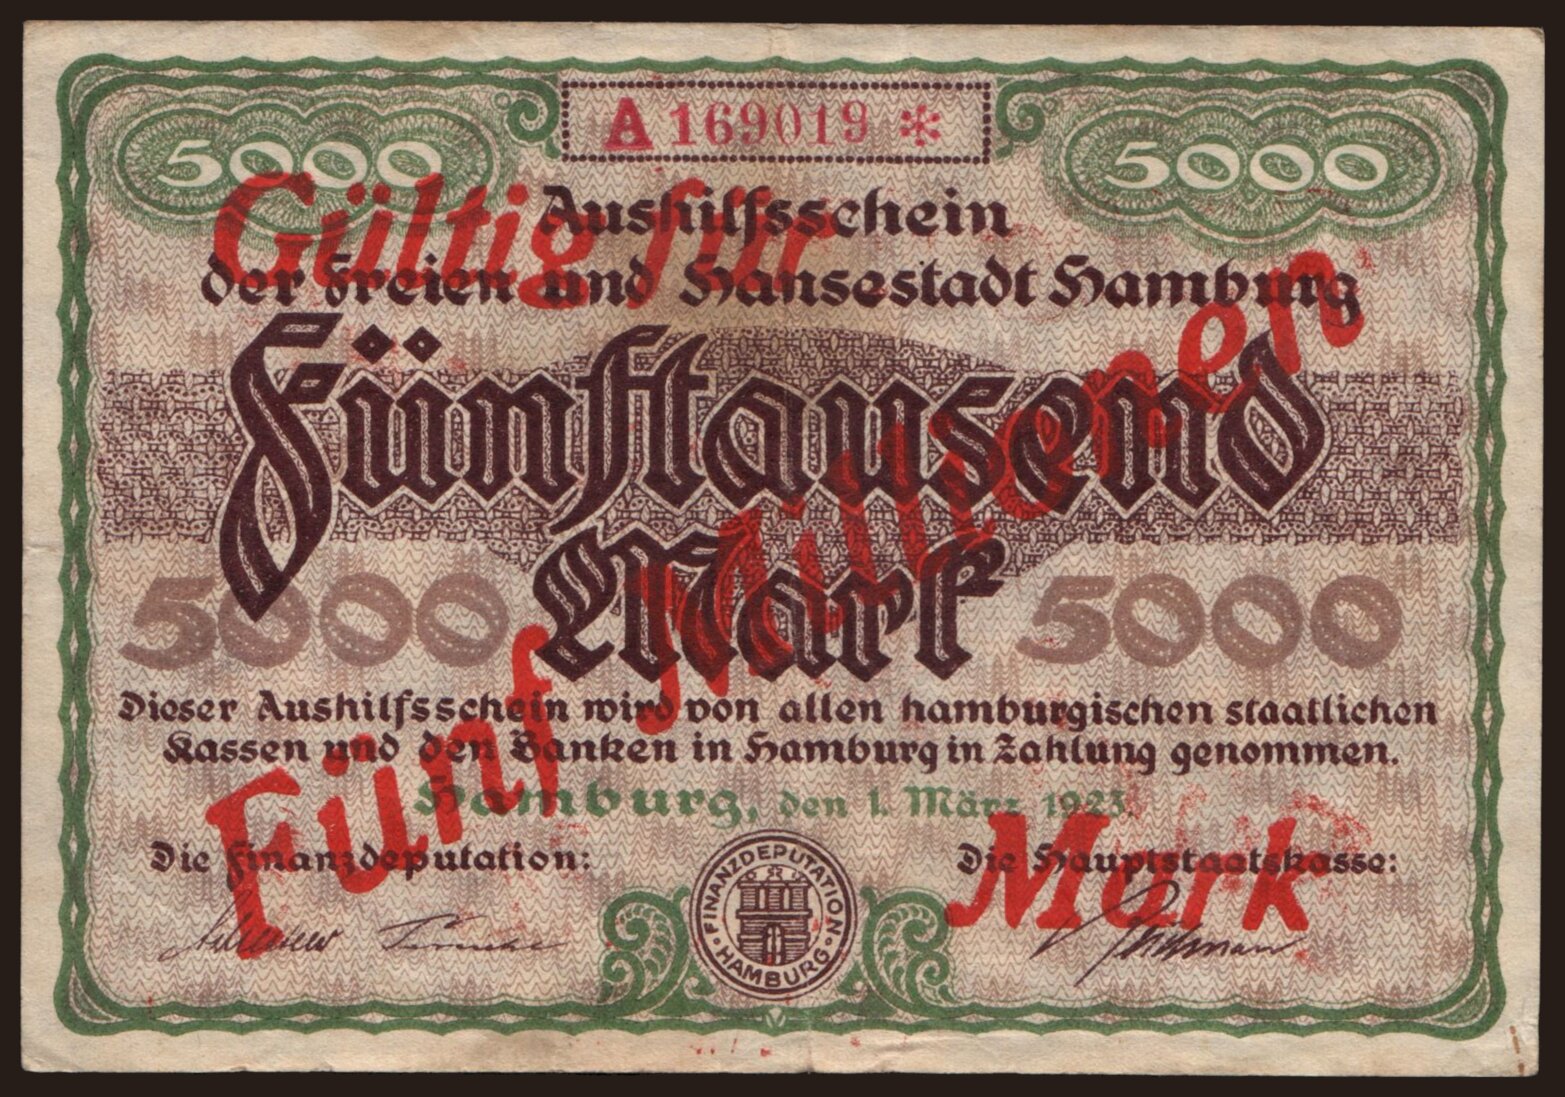 5000
A 169019 *
5000
Aushilfsschein
der Freien und Hansestadt Hamburg
Fünftausend
Mark
5000
5000
Dieser Aushilfsschein wird von allen hamburgischen staatlichen
Kassen und den Banken in Hamburg in Zahlung genommen.
Hamburg, den 1. März 1923.
Die Finanzdeputation:
Die Hauptstaatskasse:
FINANZDEPUTATION
HAMBURG
Gültig für
Fünf Millionen
Mark